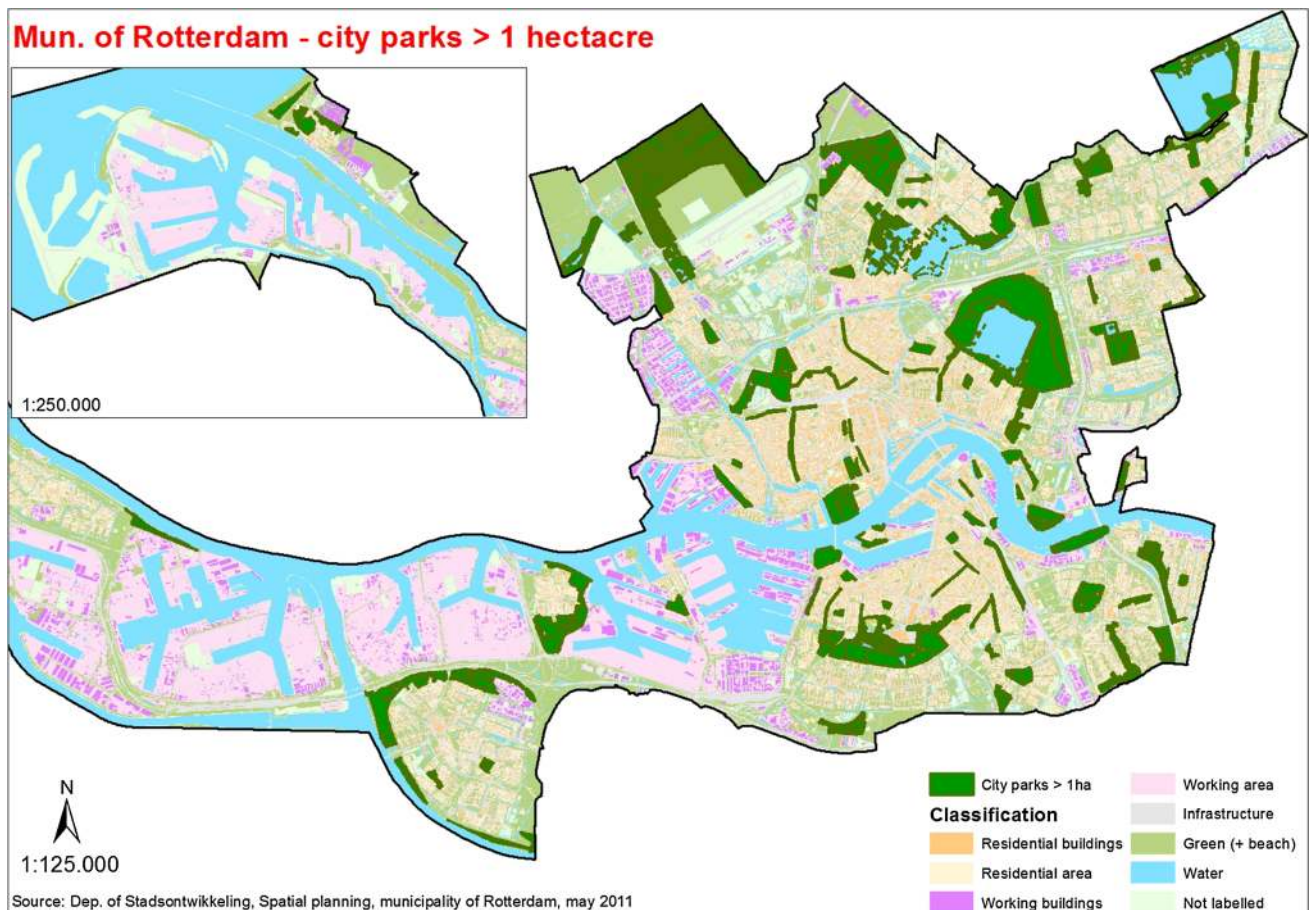 Mun. of Rotterdam - city parks > 1 hectacre
1:250.000
N
1:125.000
City parks > 1ha
Classification
Residential buildings
Residential area
Working buildings
Working area
Infrastructure
Green (+ beach)
Water
Not labelled
Source: Dep. of Stadsontwikkeling, Spatial planning, municipality of Rotterdam, may 2011